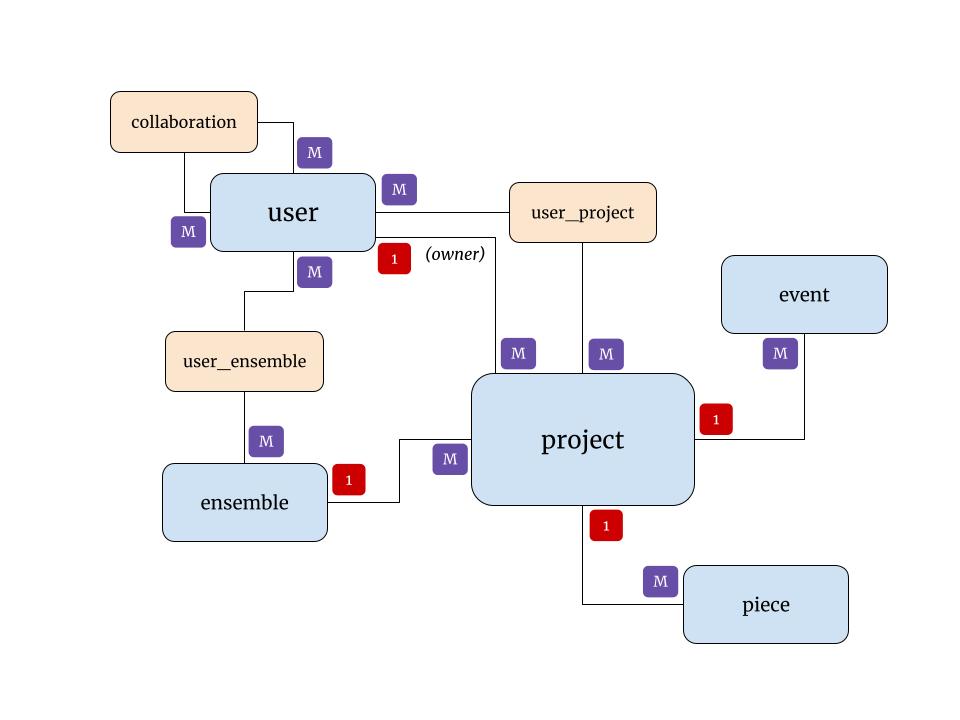 collaboration
M
M
user
user_project
M
1
(owner)
M
event
M
user_ensemble
M
M
M
project
1
M
1
ensemble
M
1
M
piece